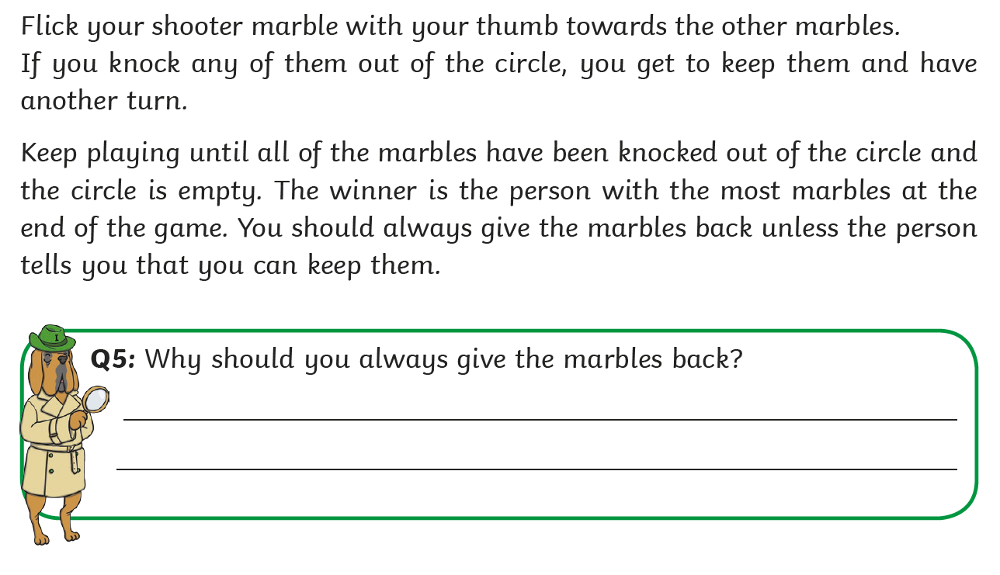 Flick your shooter marble with your thumb towards the other marbles.
If you knock any of them out of the circle, you get to keep them and have
another turn.
Keep playing until all of the marbles have been knocked out of the circle and
the circle is empty. The winner is the person with the most marbles at the
end of the game. You should always give the marbles back unless the person
tells you that you can keep them.
I
Q5: Why should you always give the marbles back?